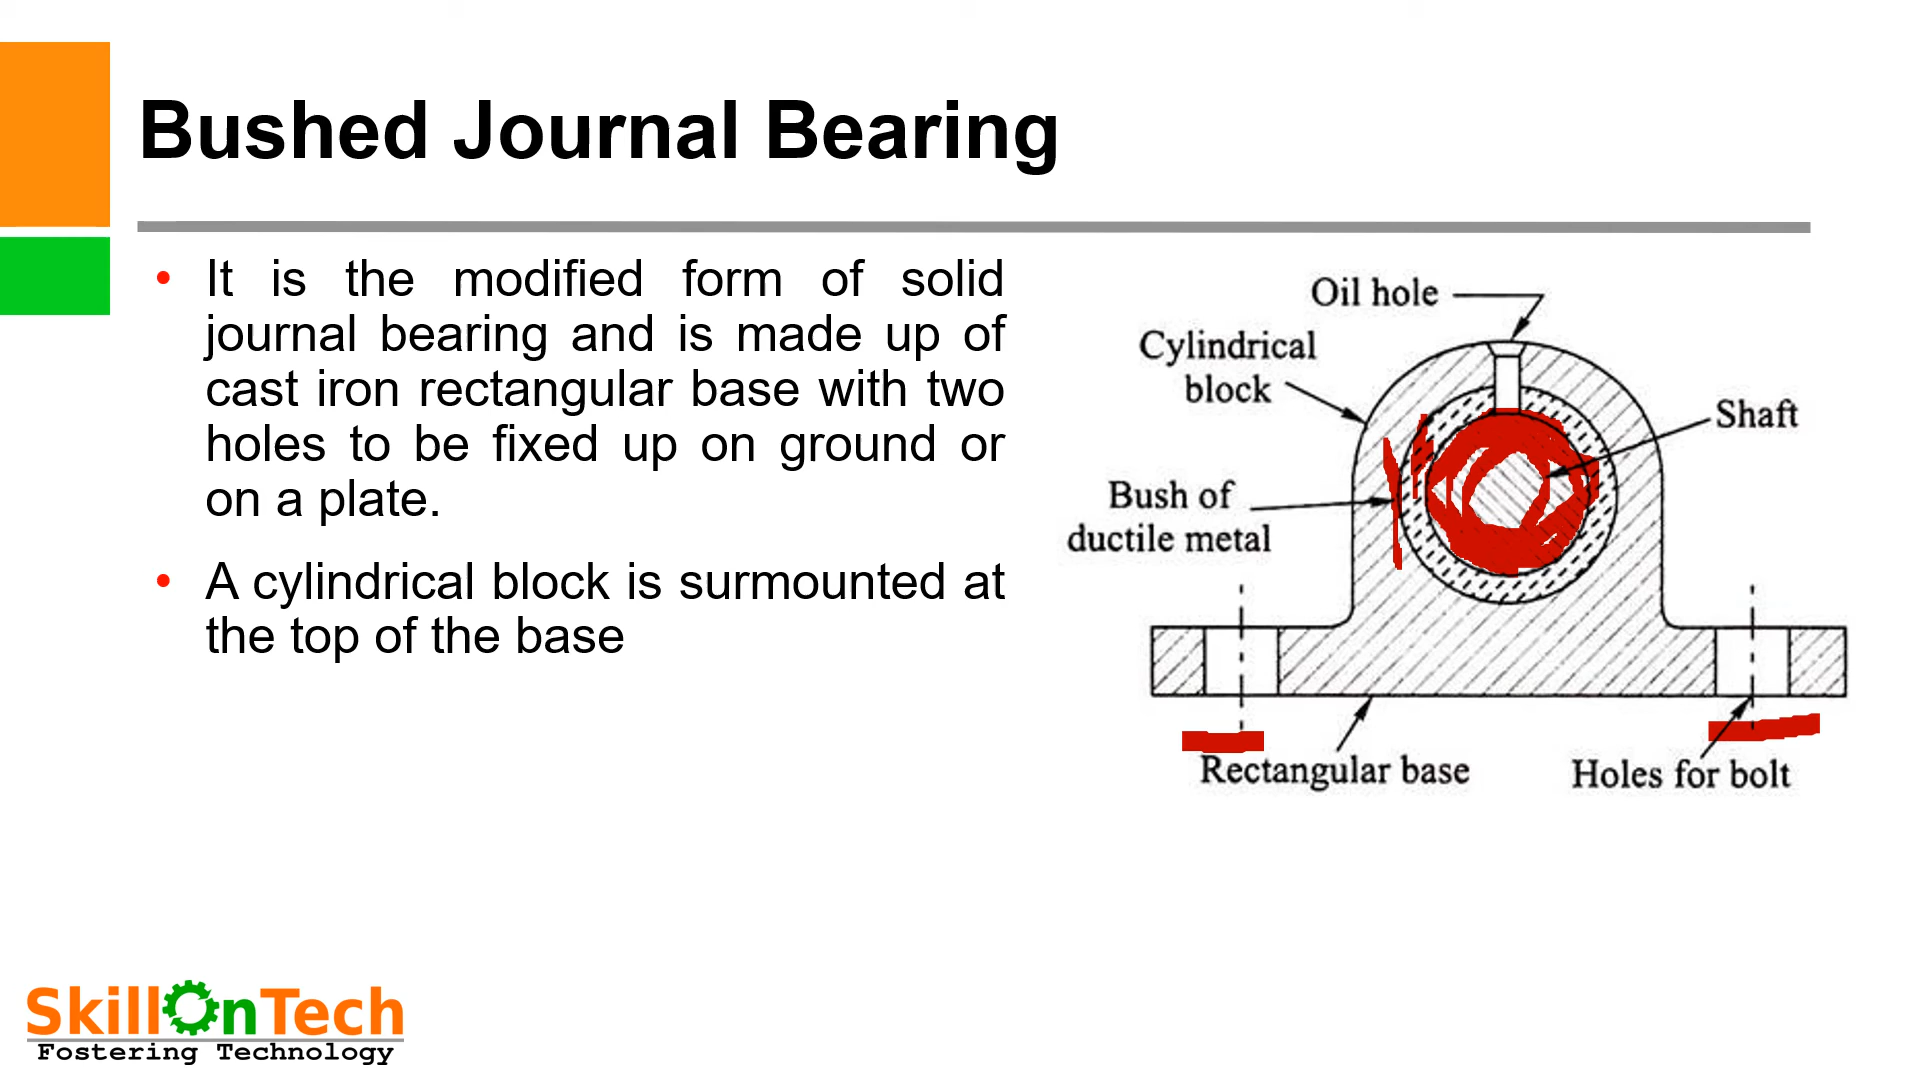 Bushed Journal Bearing
• It is the modified form of solid
journal bearing and is made up of
cast iron rectangular base with two
holes to be fixed up on ground or
on a plate.
• A cylindrical block is surmounted at
the top of the base
Oil hole
Cylindrical
block
Shaft
Bush of
ductile metal
Rectangular base
Holes for bolt
SkillOnTech
Fostering Technology